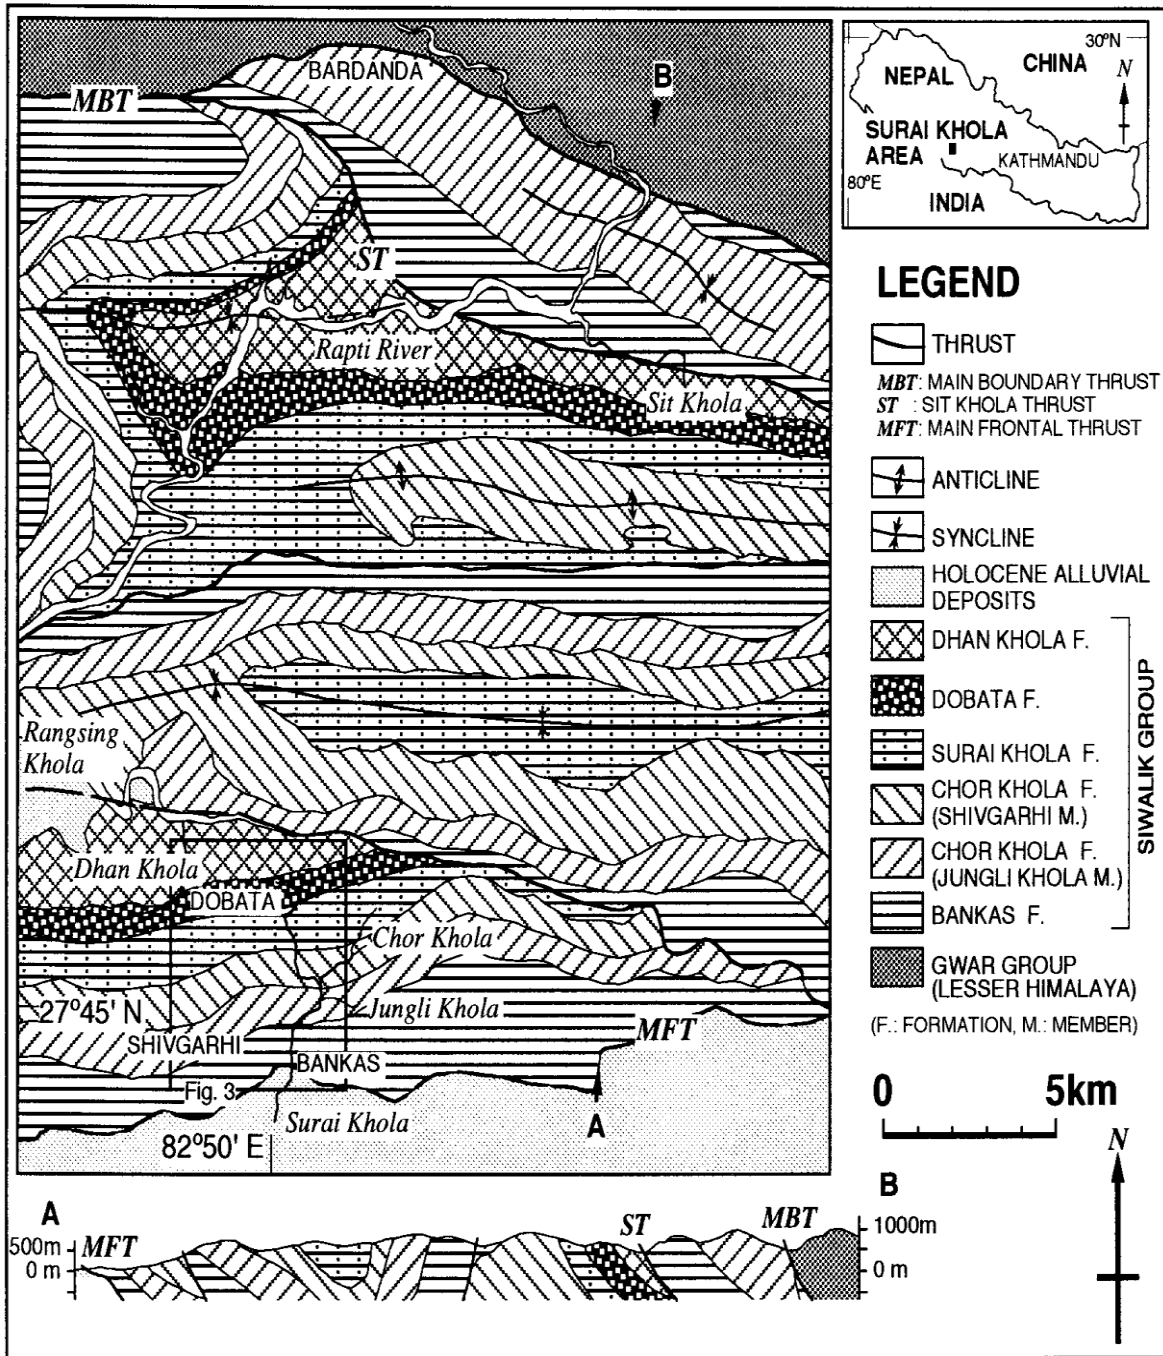 BARDANDA
MBT
B
ST
Rapti River
Sit Khola
Rangsing
Khola
Dhan Khola
DOBATA
Chor Khola
27°45' N
Jungli Khola
SHIVGARHI
MFT
BANKAS
Fig. 3
Surai Khola
A
82°50' E
30°N
CHINA
NEPAL
N
SURAI KHOLA
AREA
KATHMANDU
80°E
INDIA
LEGEND
THRUST
MBT: MAIN BOUNDARY THRUST
ST : SIT KHOLA THRUST
MFT: MAIN FRONTAL THRUST
ANTICLINE
SYNCLINE
HOLOCENE ALLUVIAL
DEPOSITS
DHAN KHOLA F.
DOBATA F.
SURAI KHOLA F.
CHOR KHOLA F.
(SHIVGARHI M.)
CHOR KHOLA F.
(JUNGLI KHOLA M.)
BANKAS F.
SIWALIK GROUP
GWAR GROUP
(LESSER HIMALAYA)
(F.: FORMATION, M.: MEMBER)
0 5km
N
A B
MFT ST MBT
500m 1000m
0 m 0 m